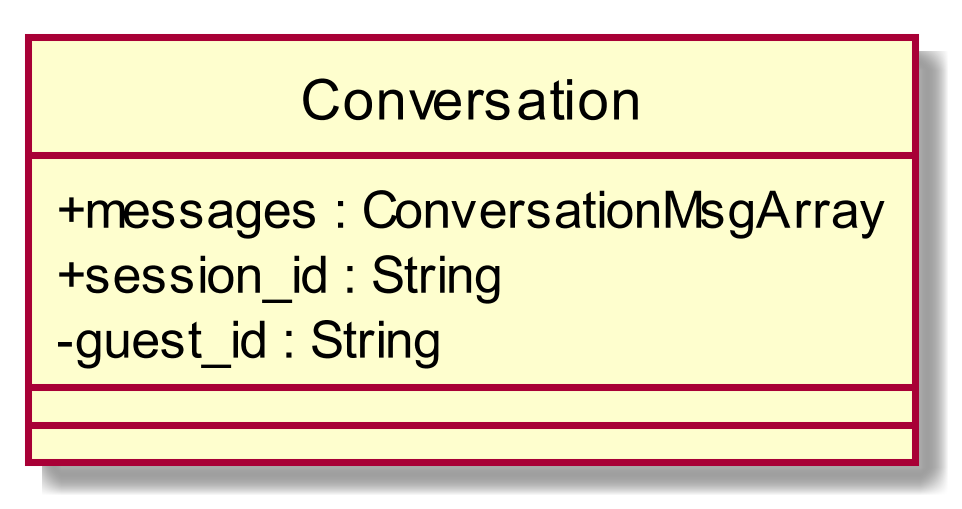 Conversation
+messages : ConversationMsgArray
+session_id : String
-guest_id : String